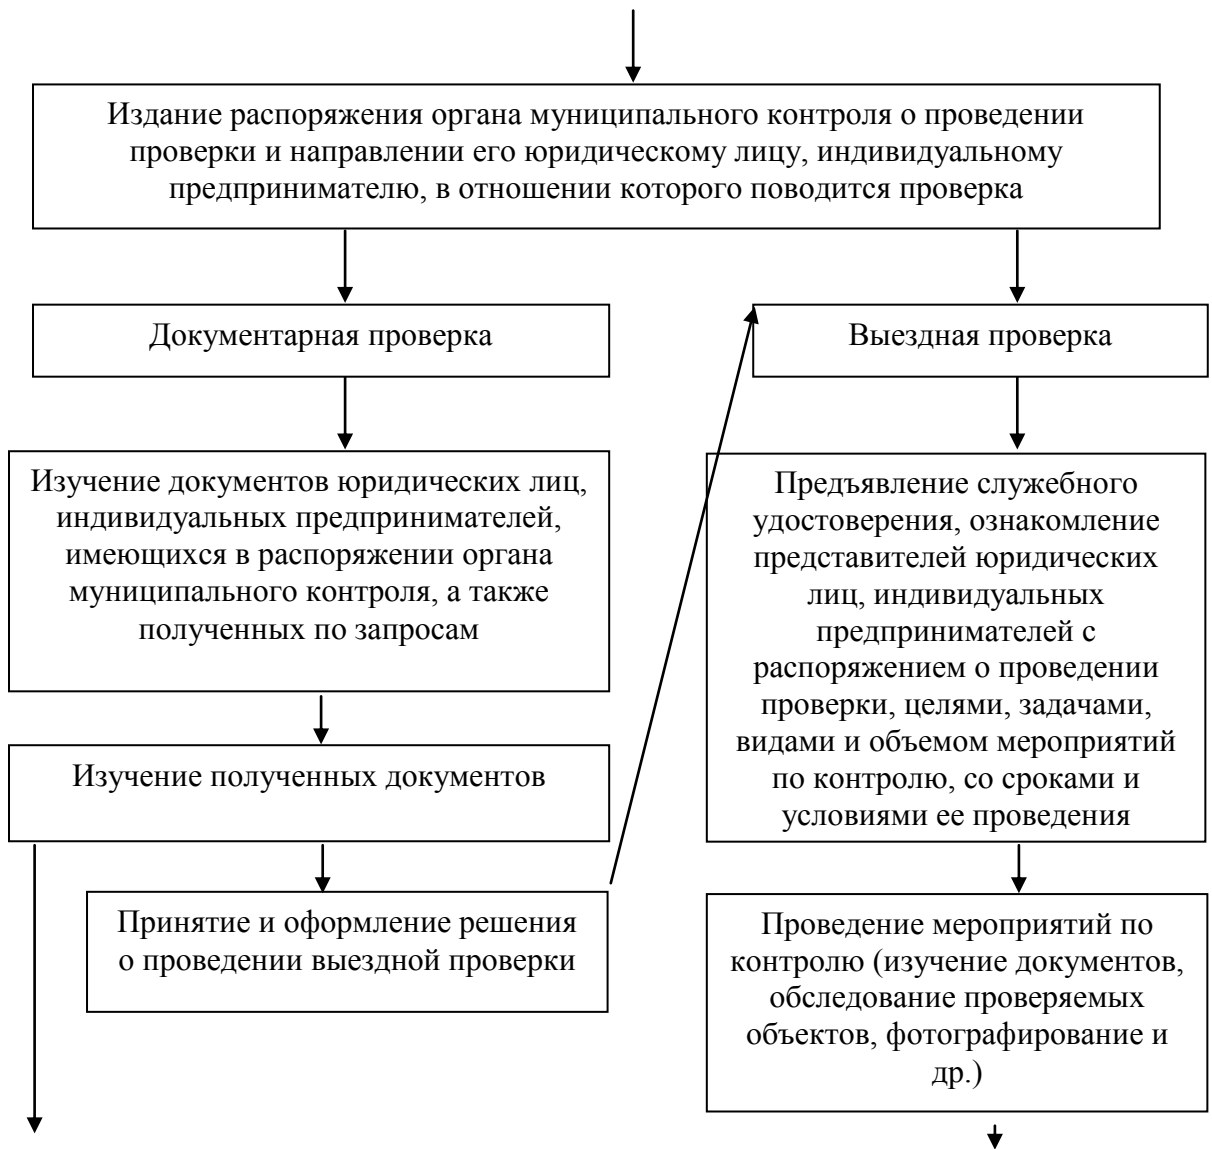 Издание распоряжения органа муниципального контроля о проведении
проверки и направлении его юридическому лицу, индивидуальному
предпринимателю, в отношении которого поводится проверка
Документарная проверка
Выездная проверка
Изучение документов юридических лиц,
индивидуальных предпринимателей,
имеющихся в распоряжении органа
муниципального контроля, а также
полученных по запросам
Предъявление служебного
удостоверения, ознакомление
представителей юридических
лиц, индивидуальных
предпринимателей с
распоряжением о проведении
проверки, целями, задачами,
видами и объемом мероприятий
по контролю, со сроками и
условиями ее проведения
Изучение полученных документов
Принятие и оформление решения
о проведении выездной проверки
Проведение мероприятий по
контролю (изучение документов,
обследование проверяемых
объектов, фотографирование и
др.)